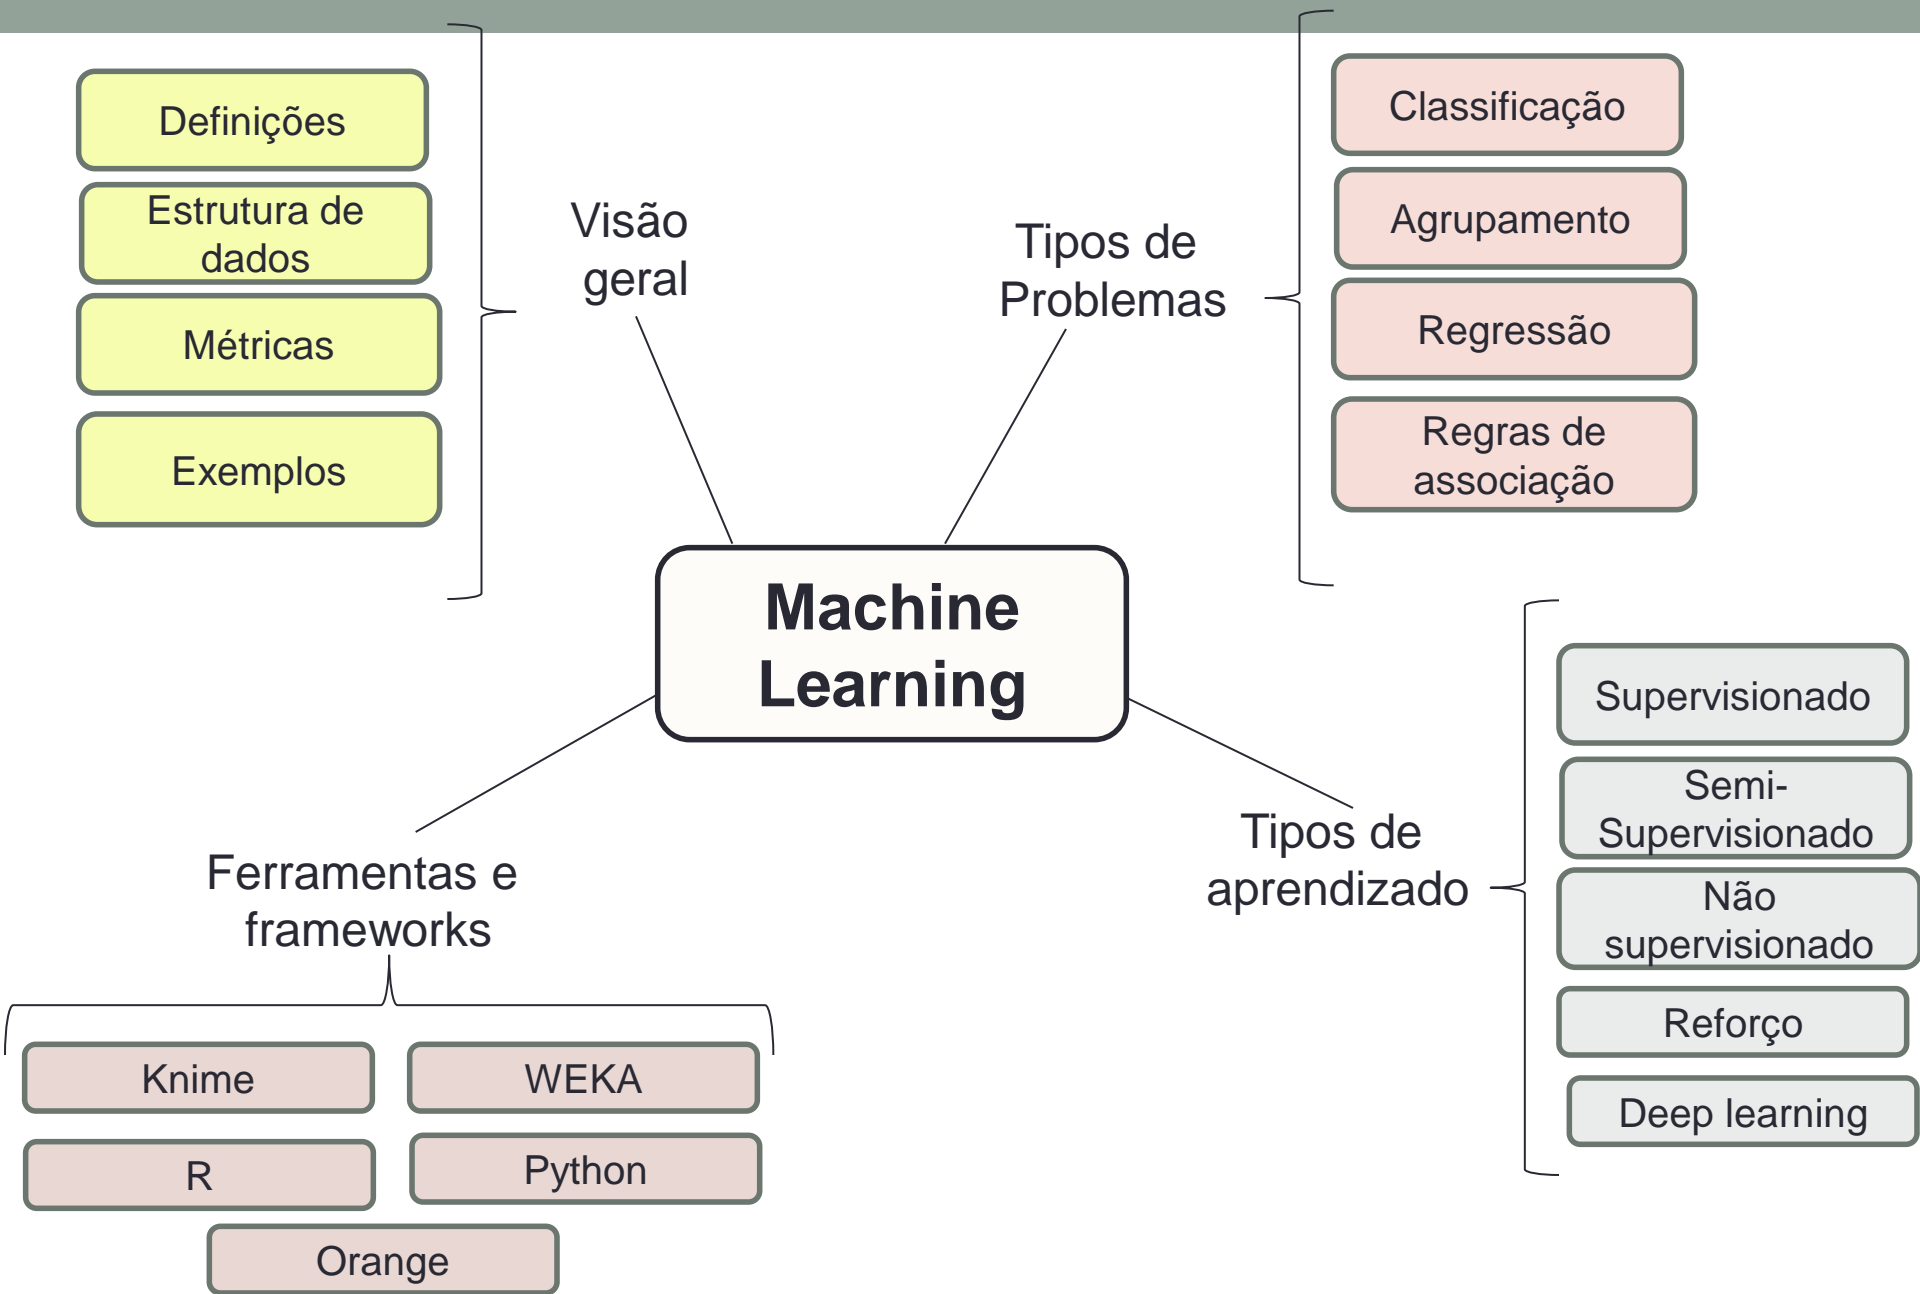 Definições
Estrutura de
dados
Métricas
Exemplos
Visão
geral
Tipos de
Problemas
Classificação
Agrupamento
Regressão
Regras de
associação
Machine
Learning
Tipos de
aprendizado
Supervisionado
Semi-
Supervisionado
Não
supervisionado
Reforço
Deep learning
Ferramentas e
frameworks
Knime
WEKA
R
Python
Orange